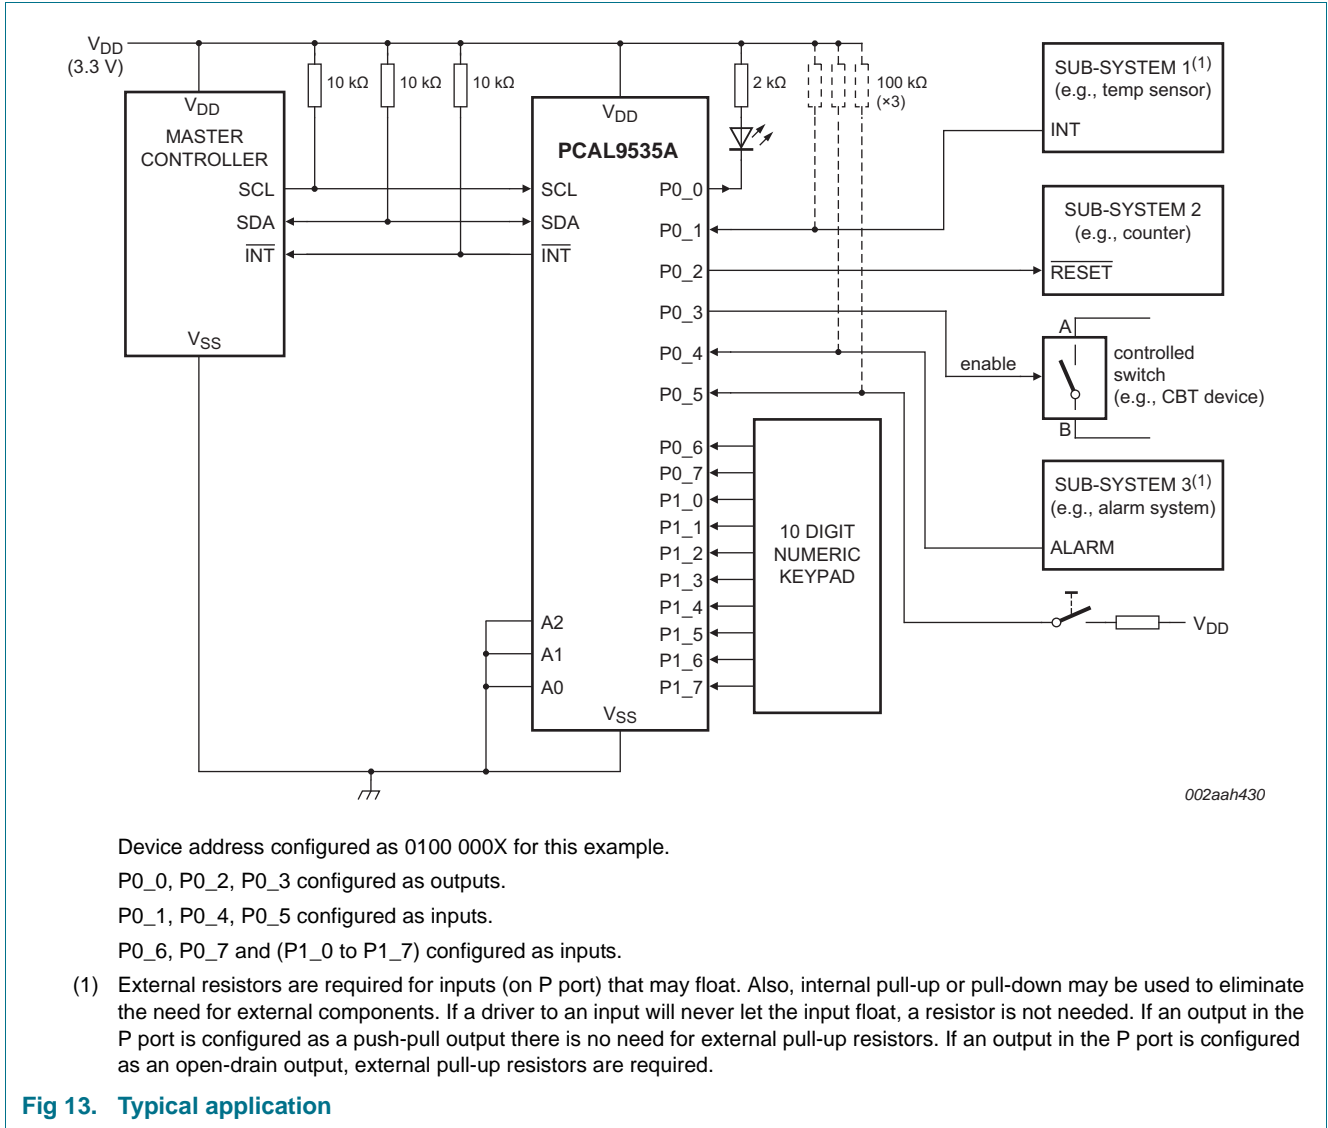 VDD
(3.3 V)
10 kΩ
10 kΩ
10 kΩ
2 kΩ
100 kΩ
(×3)
VDD
MASTER
CONTROLLER
SCL
SDA
INT
VSS
VDD
PCAL9535A
SCL
SDA
INT
A2
A1
A0
VSS
P0_0
P0_1
P0_2
P0_3
P0_4
P0_5
P0_6
P0_7
P1_0
P1_1
P1_2
P1_3
P1_4
P1_5
P1_6
P1_7
10 DIGIT
NUMERIC
KEYPAD
SUB-SYSTEM 1(1)
(e.g., temp sensor)
INT
SUB-SYSTEM 2
(e.g., counter)
RESET
A
enable
controlled
switch
(e.g., CBT device)
B
SUB-SYSTEM 3(1)
(e.g., alarm system)
ALARM
VDD
002aah430
Device address configured as 0100 000X for this example.
P0_0, P0_2, P0_3 configured as outputs.
P0_1, P0_4, P0_5 configured as inputs.
P0_6, P0_7 and (P1_0 to P1_7) configured as inputs.
(1) External resistors are required for inputs (on P port) that may float. Also, internal pull-up or pull-down may be used to eliminate
the need for external components. If a driver to an input will never let the input float, a resistor is not needed. If an output in the
P port is configured as a push-pull output there is no need for external pull-up resistors. If an output in the P port is configured
as an open-drain output, external pull-up resistors are required.
Fig 13. Typical application